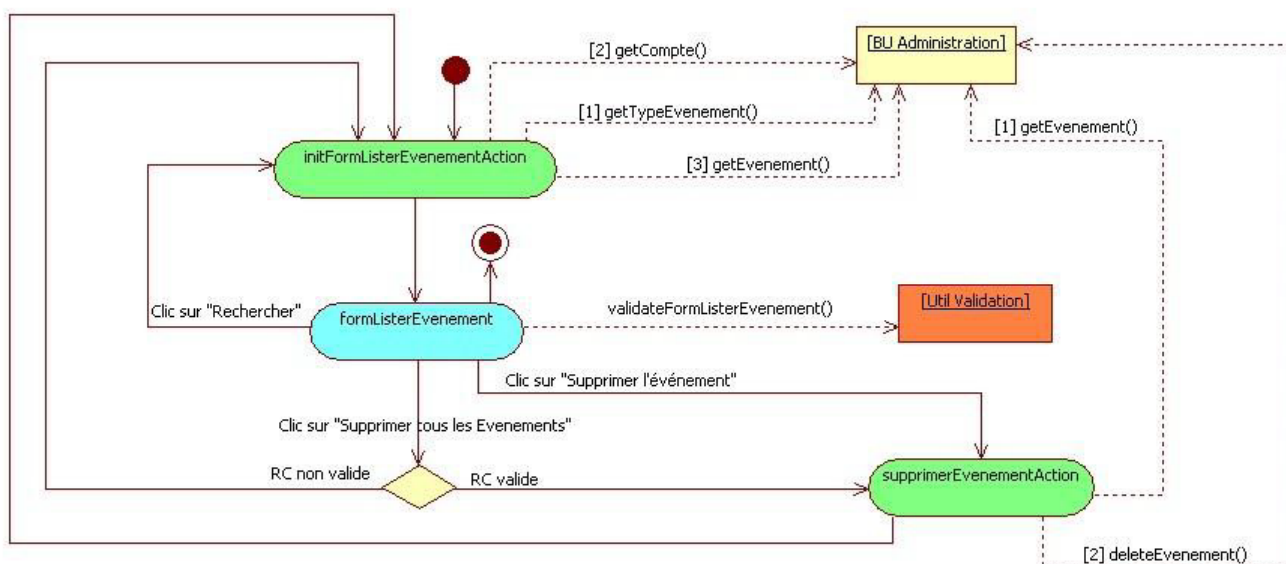 [2] getCompte()
[BU Administration]
[1] getTypeEvenement()
[1] getEvenement()
initFormListerEvenementAction
[3] getEvenement()
Clic sur "Rechercher"
formListerEvenement
validateFormListerEvenement()
[Util Validation]
Clic sur "Supprimer l'événement"
Clic sur "Supprimer tous les Evenements"
RC non valide
RC valide
supprimerEvenementAction
[2] deleteEvenement()